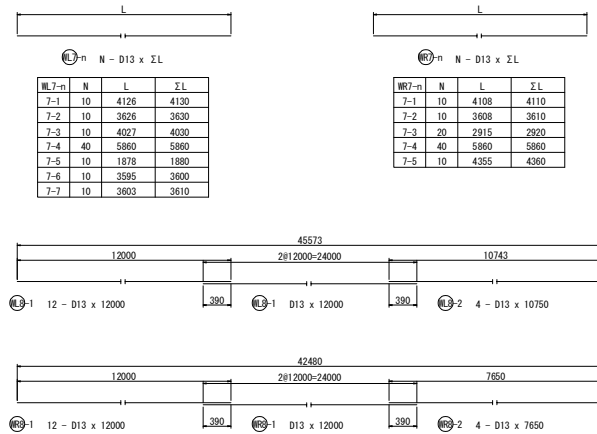 L L
WL7-n N - D13 x ΣL WR7-n N - D13 x ΣL
WL7-n N L ΣL
7-1 10 4126 4130
7-2 10 3626 3630
7-3 10 4027 4030
7-4 40 5860 5860
7-5 10 1878 1880
7-6 10 3595 3600
7-7 10 3603 3610
WR7-n N L ΣL
7-1 10 4108 4110
7-2 10 3608 3610
7-3 20 2915 2920
7-4 40 5860 5860
7-5 10 4355 4360
45573
12000 2@12000=24000 10743
390 390
WL8-1 12 - D13 x 12000 WL8-1 D13 x 12000 WL8-2 4 - D13 x 10750
42480
12000 2@12000=24000 7650
390 390
WR8-1 12 - D13 x 12000 WR8-1 D13 x 12000 WR8-2 4 - D13 x 7650